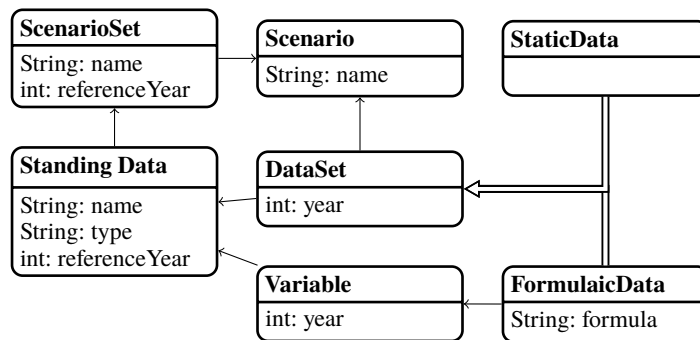 ScenarioSet
String: name
int: referenceYear
Scenario
String: name
StaticData
Standing Data
String: name
String: type
int: referenceYear
DataSet
int: year
Variable
int: year
FormulaicData
String: formula